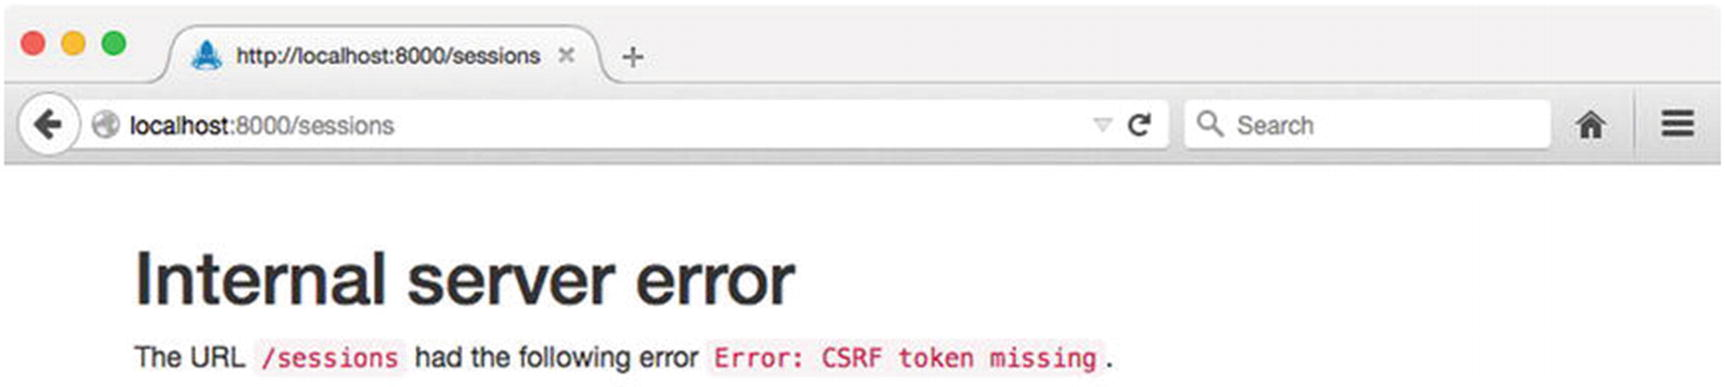 http://localhost:8000/sessions
localhost:8000/sessions
Search
Internal server error
The URL /sessions had the following error Error: CSRF token missing.